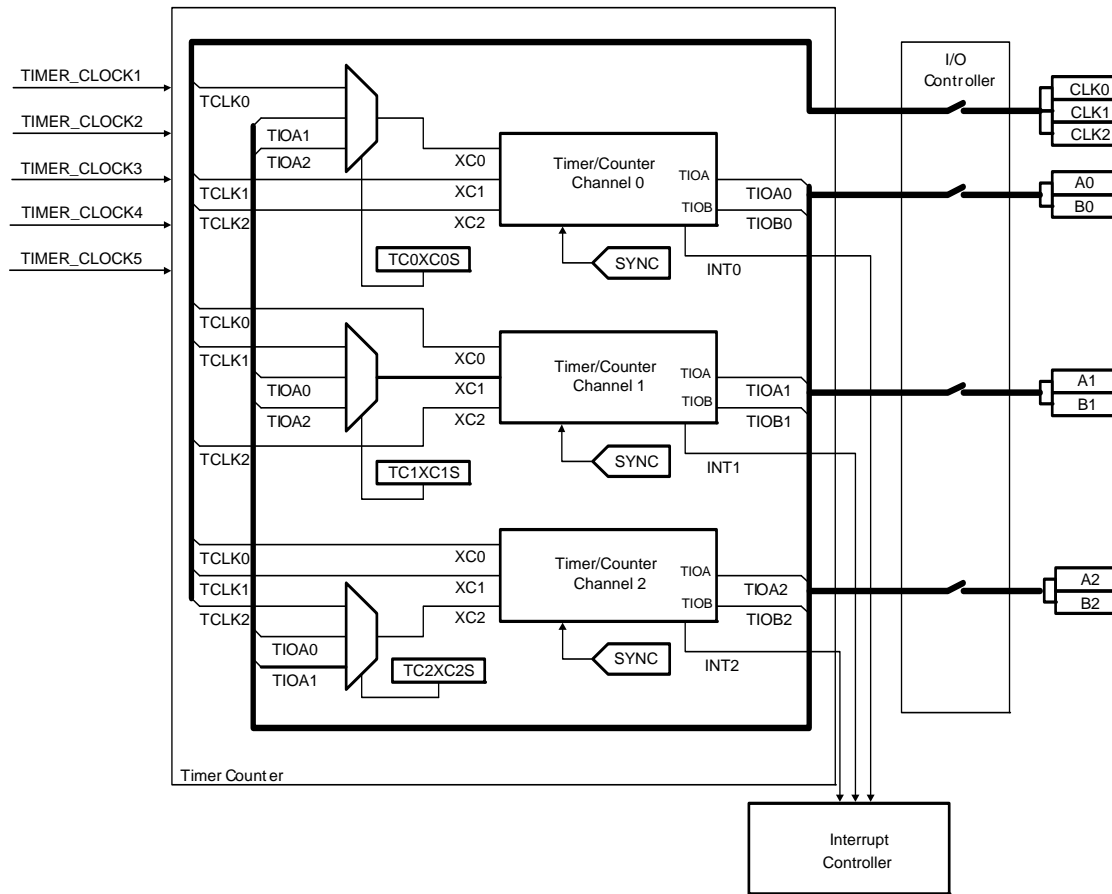 I/O
Controller
TIMER_CLOCK1
TIMER_CLOCK2
TIMER_CLOCK3
TIMER_CLOCK4
TIMER_CLOCK5
TCLK0
TIOA1
TIOA2
TCLK1
TCLK2
XC0
XC1
XC2
Timer/Counter
Channel 0
TIOA
TIOB
TIOA0
TIOB0
TC0XC0S
SYNC
INT0
CLK0
CLK1
CLK2
A0
B0
TCLK0
TCLK1
TIOA0
TIOA2
TCLK2
XC0
XC1
XC2
Timer/Counter
Channel 1
TIOA
TIOB
TIOA1
TIOB1
TC1XC1S
SYNC
INT1
A1
B1
TCLK0
TCLK1
TCLK2
TIOA0
TIOA1
XC0
XC1
XC2
Timer/Counter
Channel 2
TIOA
TIOB
TIOA2
TIOB2
TC2XC2S
SYNC
INT2
A2
B2
Timer Counter
Interrupt
Controller